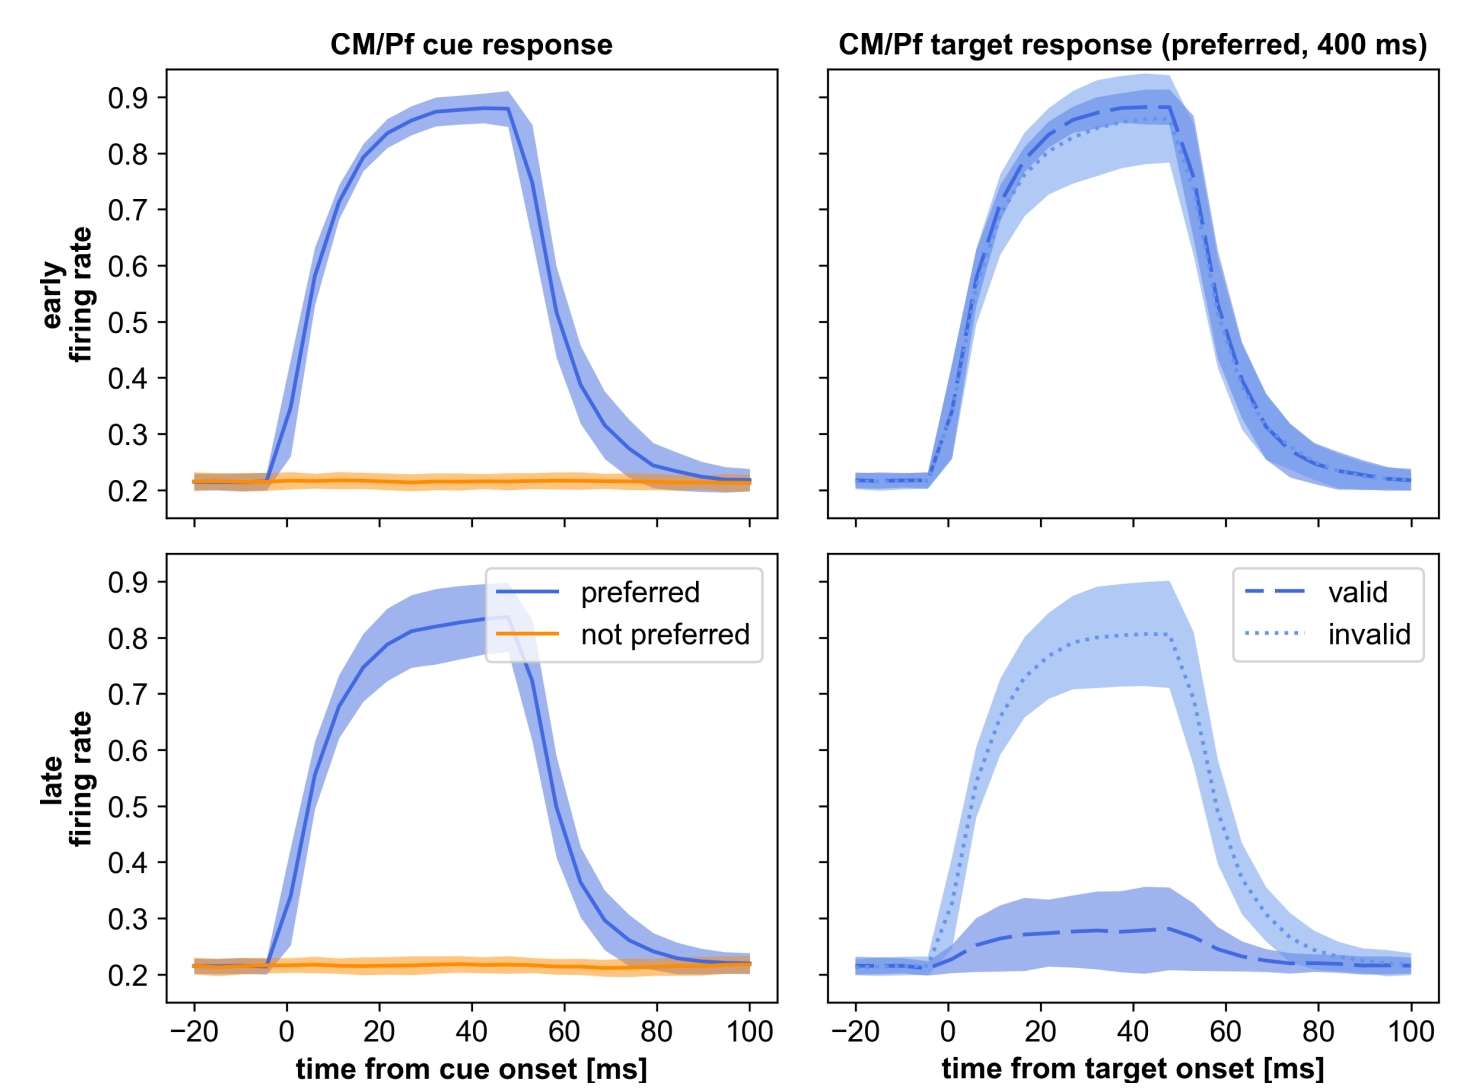 CM/Pf cue response
CM/Pf target response (preferred, 400 ms)
early
firing rate
0.9
0.8
0.7
0.6
0.5
0.4
0.3
0.2
late
firing rate
0.9
0.8
0.7
0.6
0.5
0.4
0.3
0.2
preferred
not preferred
valid
invalid
−20 0 20 40 60 80 100
time from cue onset [ms]
−20 0 20 40 60 80 100
time from target onset [ms]